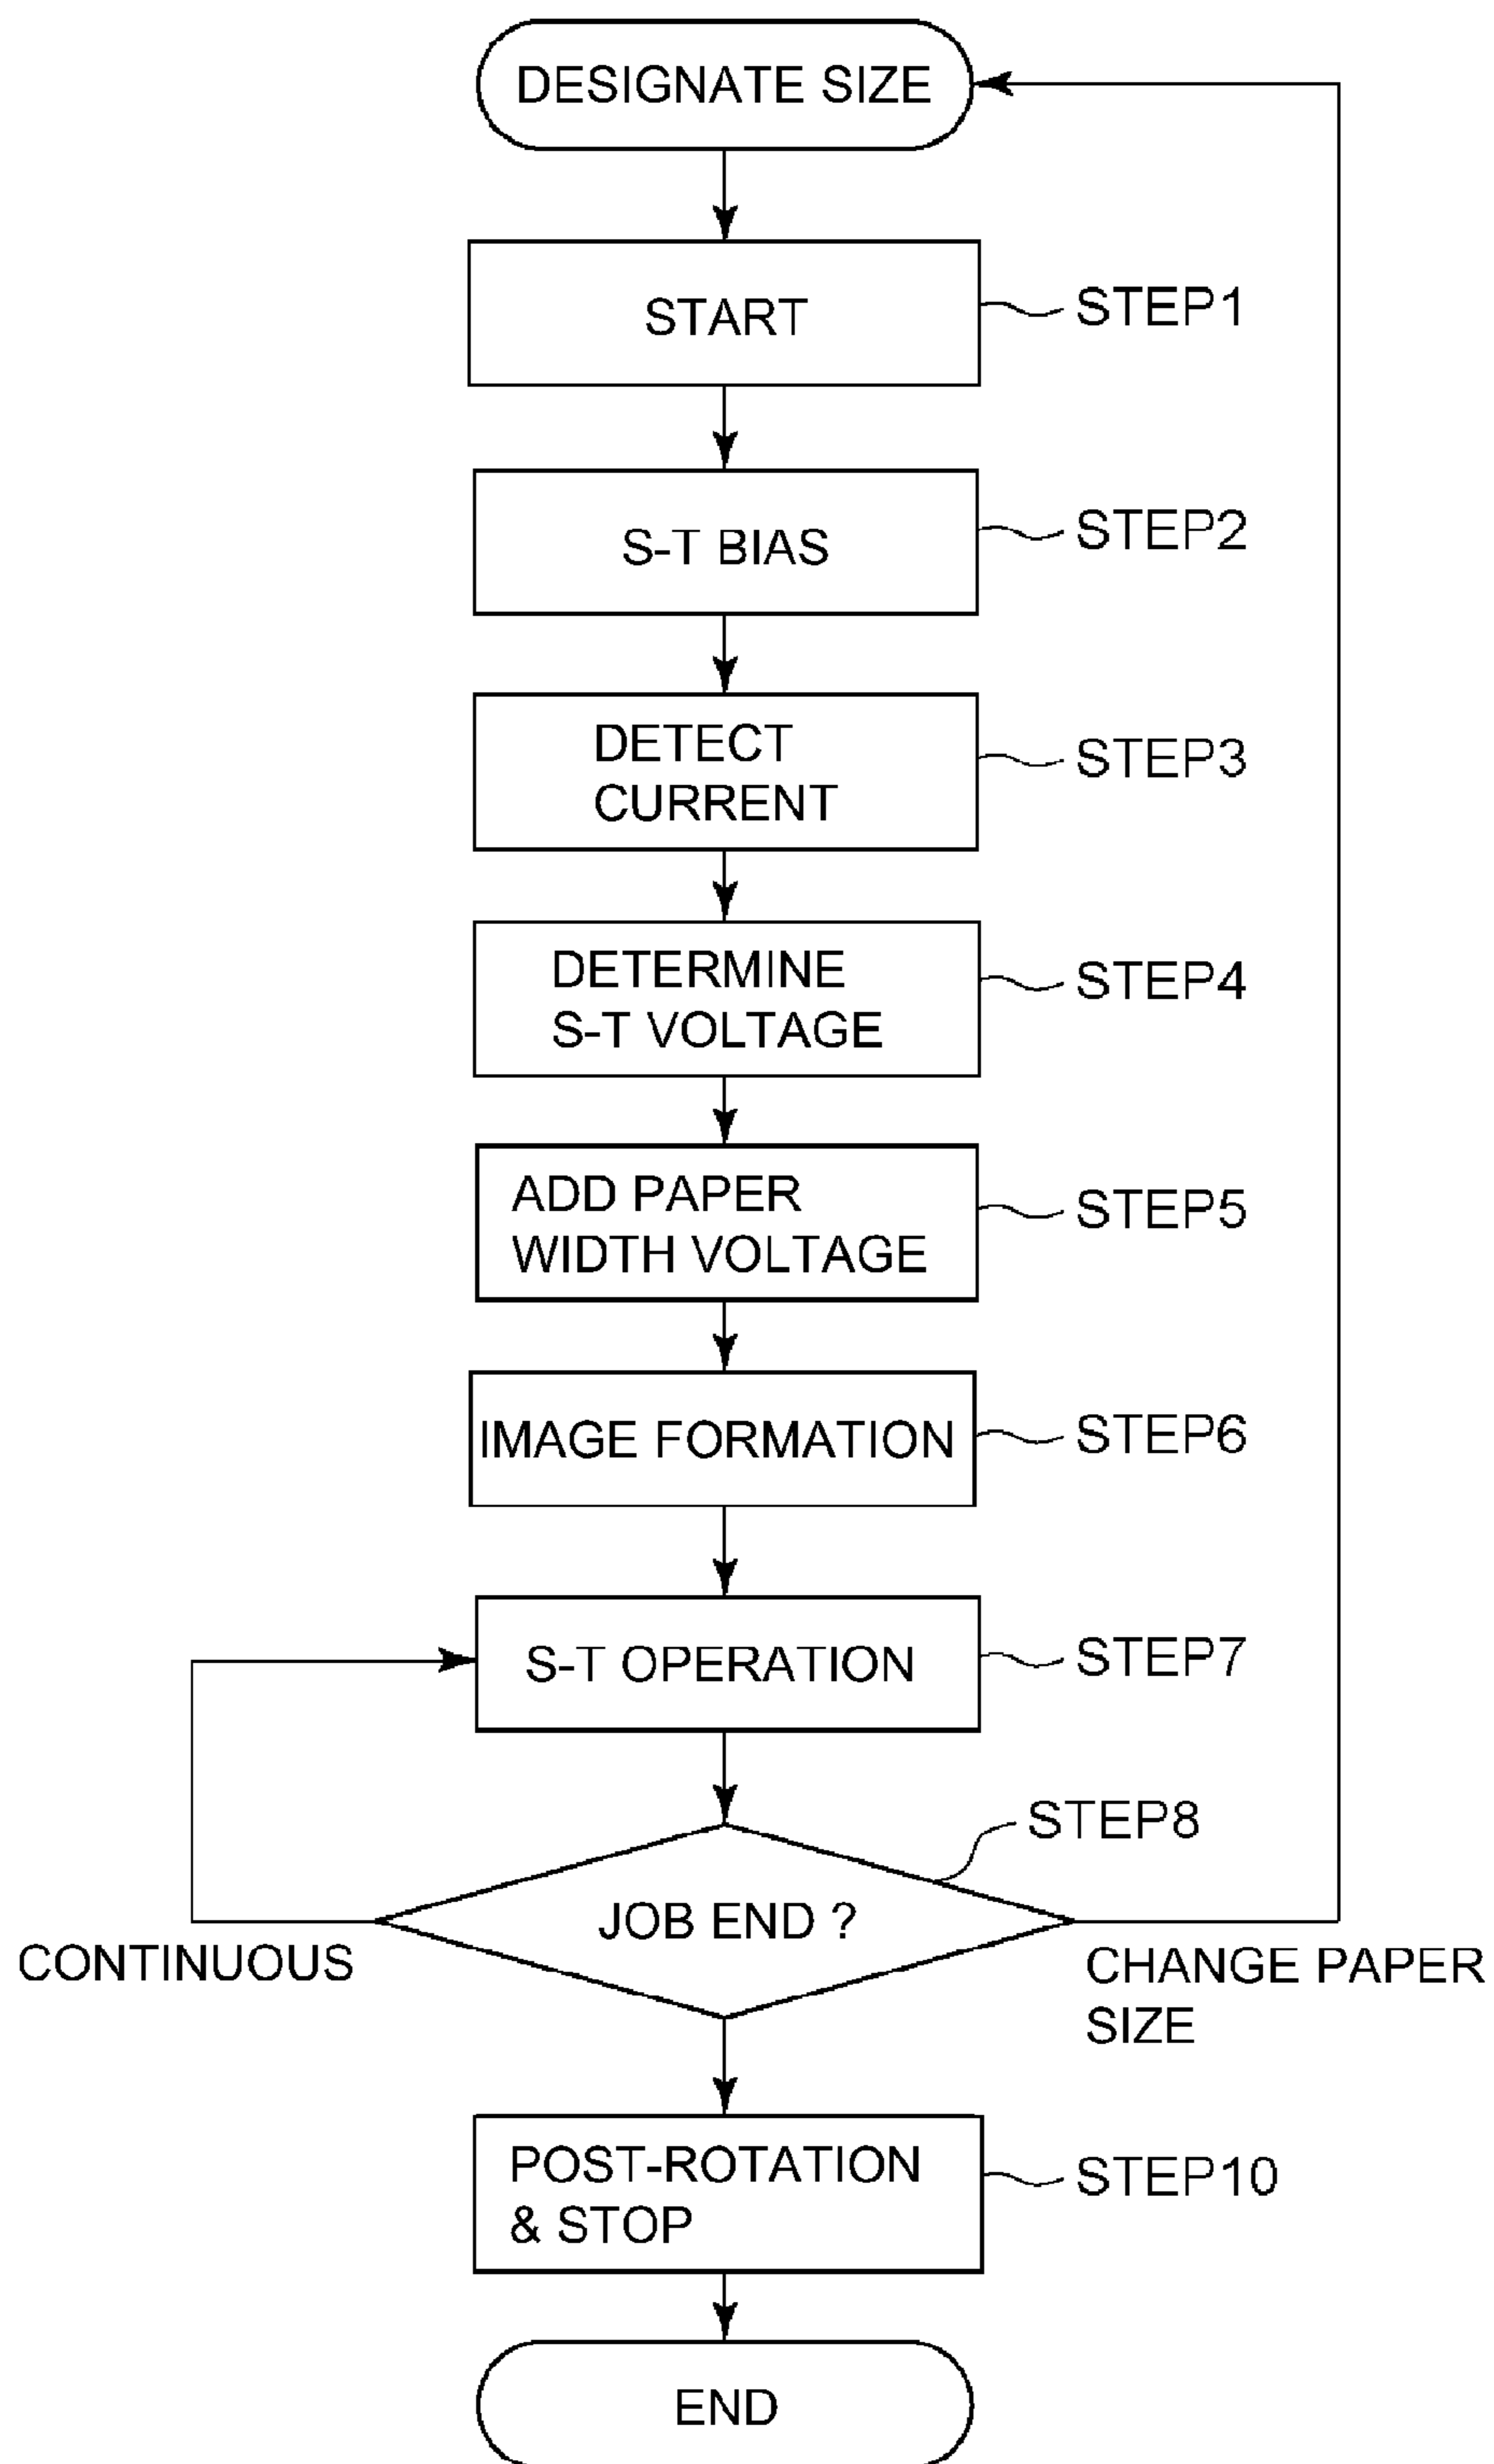 DESIGNATE SIZE
START
STEP1
S-T BIAS
STEP2
DETECT
CURRENT
STEP3
DETERMINE
S-T VOLTAGE
STEP4
ADD PAPER
WIDTH VOLTAGE
STEP5
IMAGE FORMATION
STEP6
S-T OPERATION
STEP7
STEP8
JOB END ?
CONTINUOUS
CHANGE PAPER
SIZE
POST-ROTATION
& STOP
STEP10
END